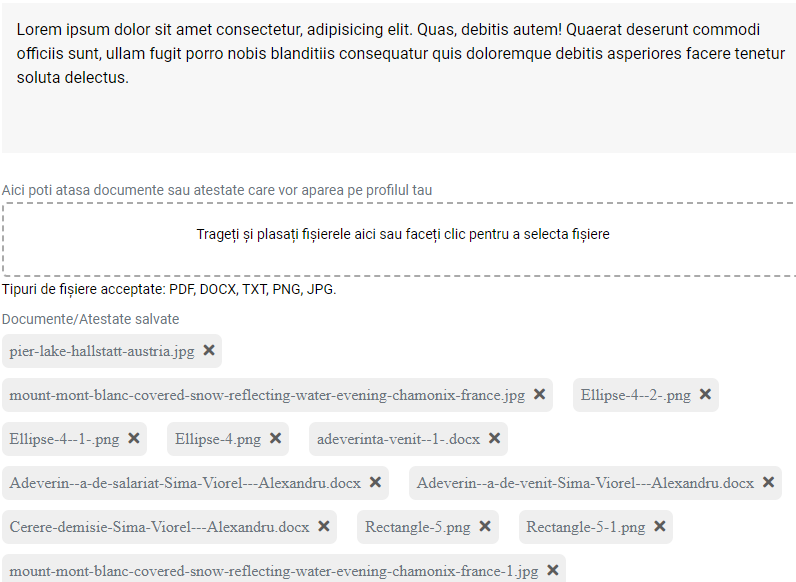 Lorem ipsum dolor sit amet consectetur, adipisicing elit. Quas, debitis autem! Quaerat deserunt commodi
officiis sunt, ullam fugit porro nobis blanditiis consequatur quis doloremque debitis asperiores facere tenetur
soluta delectus.
Aici poti atasa documente sau atestate care vor aparea pe profilul tau
Trageți și plasați fișierele aici sau faceți clic pentru a selecta fișiere
Tipuri de fișiere acceptate: PDF, DOCX, TXT, PNG, JPG.
Documente/Atestate salvate
pier-lake-hallstatt-austria.jpg ✖
mount-mont-blanc-covered-snow-reflecting-water-evening-chamonix-france.jpg ✖ Ellipse-4--2-.png ✖
Ellipse-4--1-.png ✖ Ellipse-4.png ✖ adeverinta-venit--1-.docx ✖
Adeverin--a-de-salariat-Sima-Viorel---Alexandru.docx ✖ Adeverin--a-de-venit-Sima-Viorel---Alexandru.docx ✖
Cerere-demisie-Sima-Viorel---Alexandru.docx ✖ Rectangle-5.png ✖ Rectangle-5-1.png ✖
mount-mont-blanc-covered-snow-reflecting-water-evening-chamonix-france-1.jpg ✖